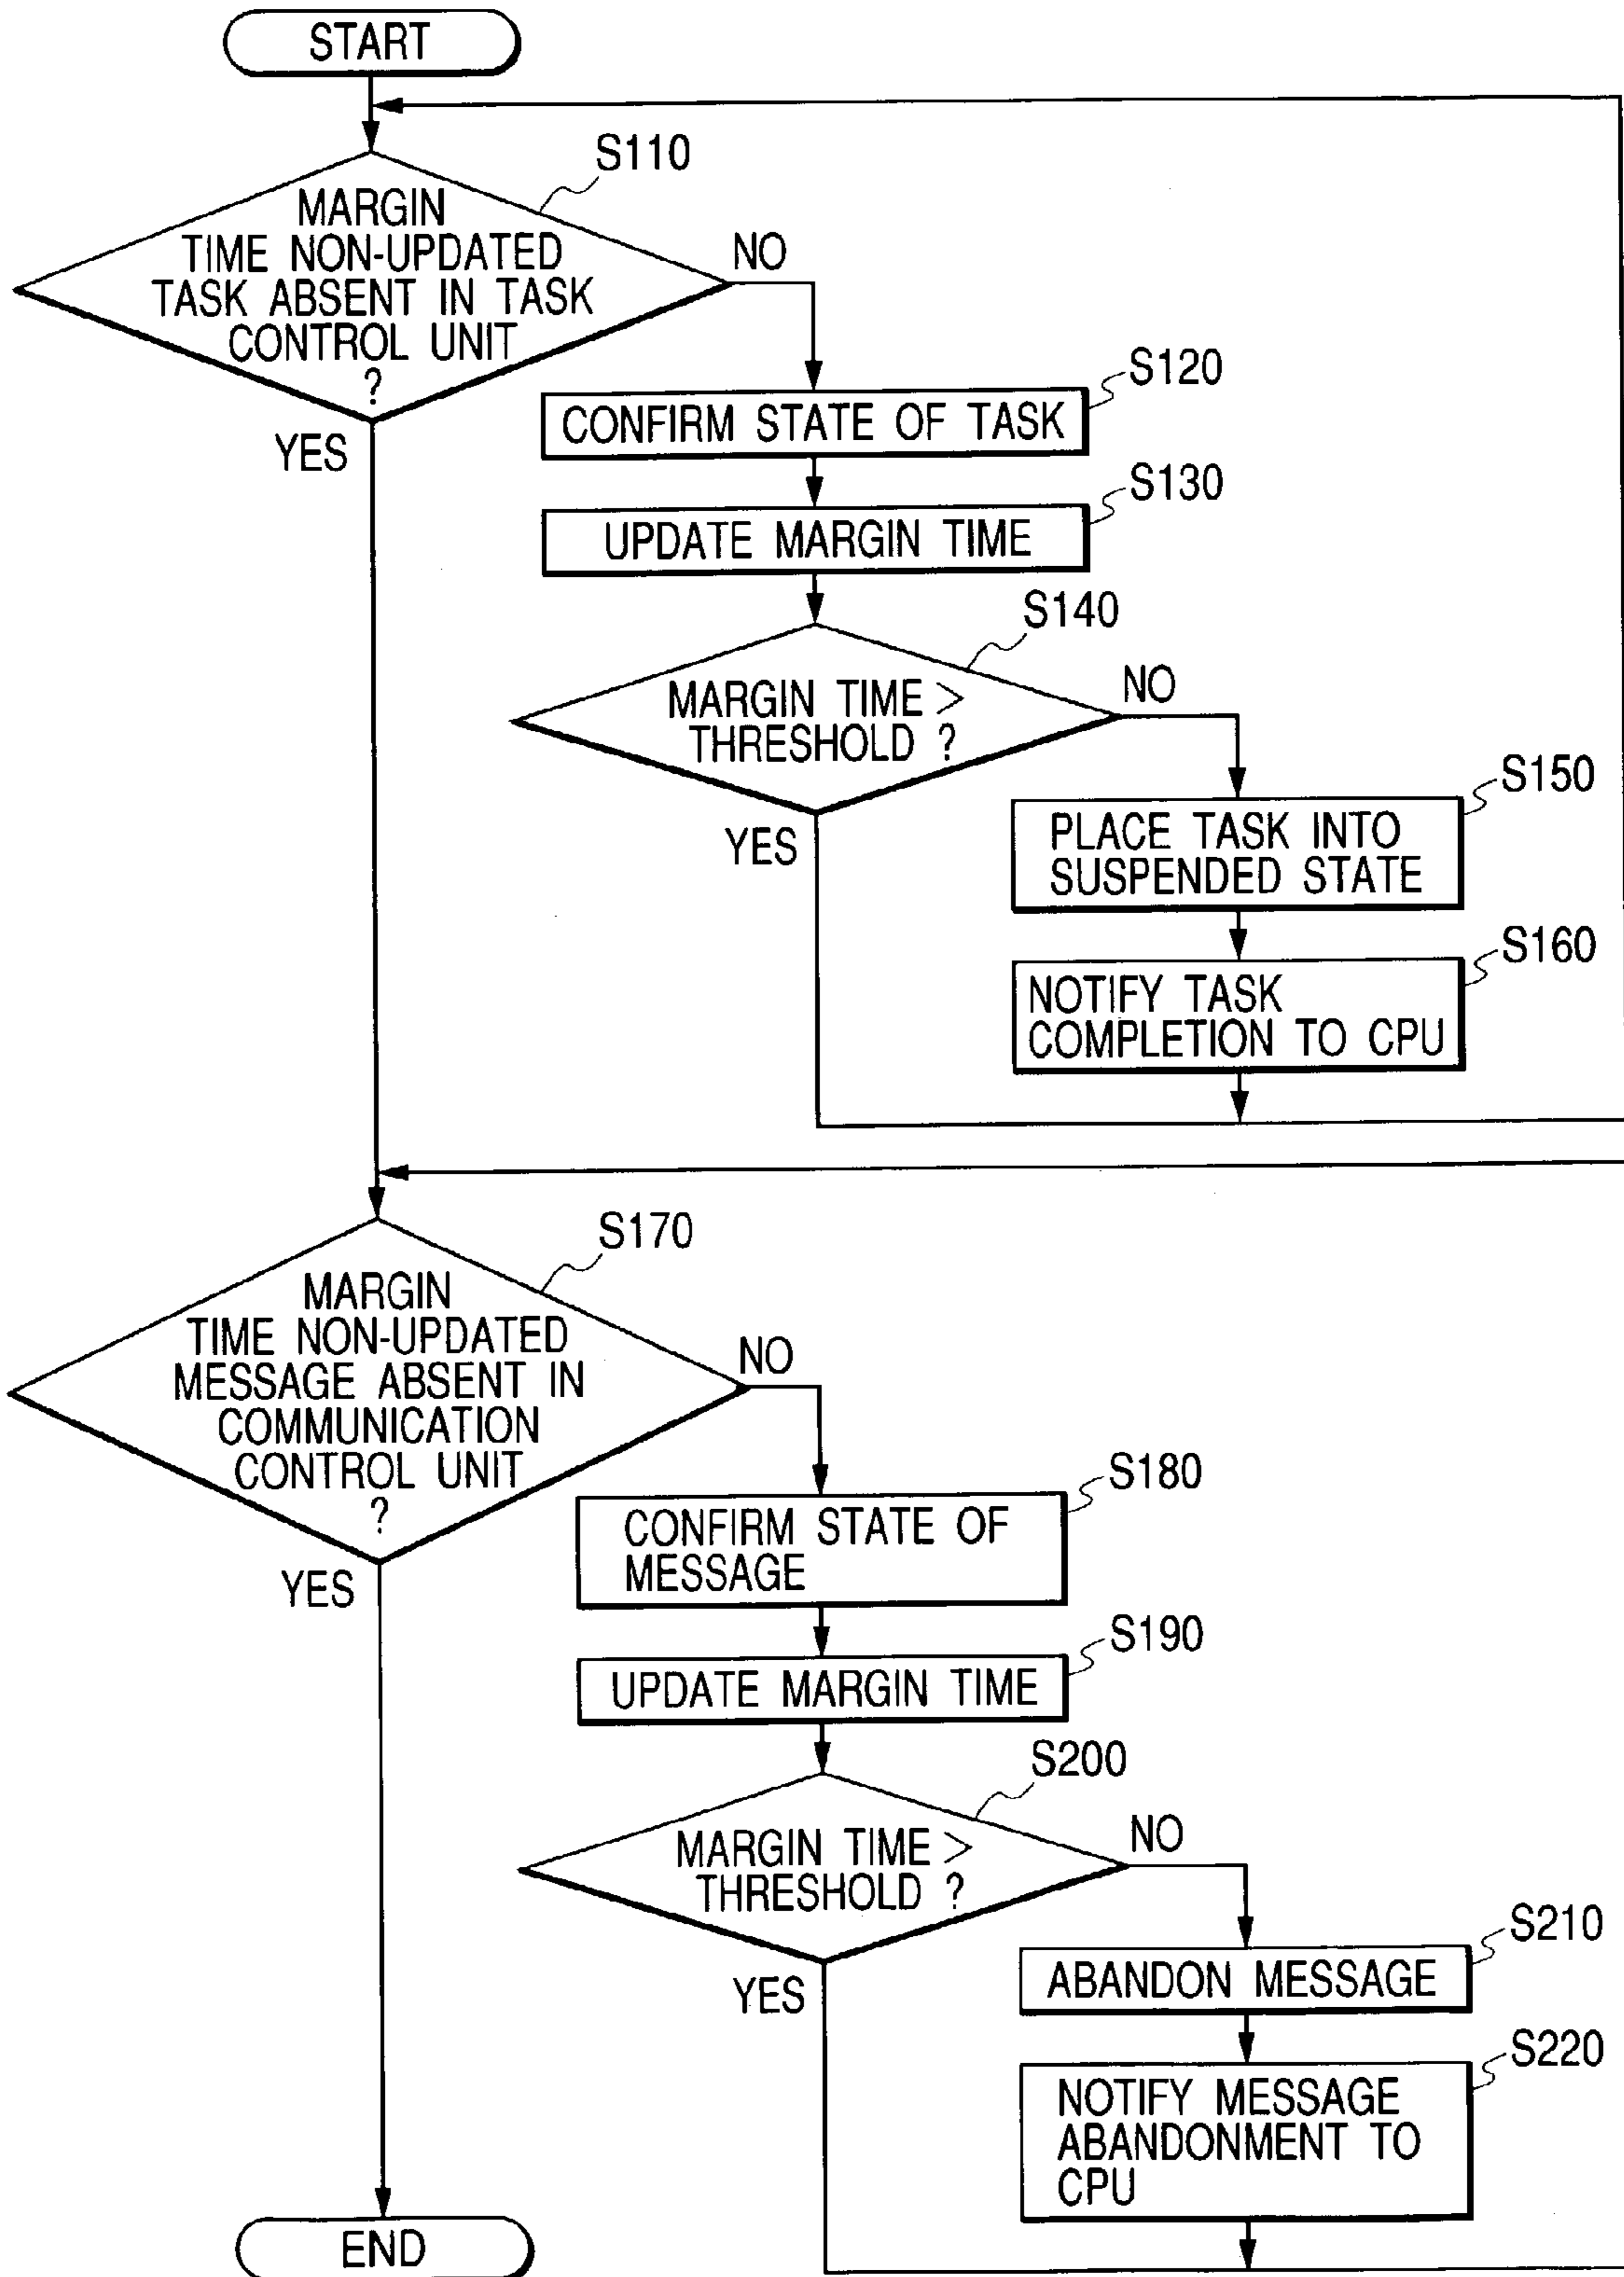 START
S110
MARGIN
TIME NON-UPDATED
TASK ABSENT IN TASK
CONTROL UNIT
?
NO
YES
S120
CONFIRM STATE OF TASK
S130
UPDATE MARGIN TIME
S140
MARGIN TIME >
THRESHOLD ?
NO
YES
S150
PLACE TASK INTO
SUSPENDED STATE
S160
NOTIFY TASK
COMPLETION TO CPU
S170
MARGIN
TIME NON-UPDATED
MESSAGE ABSENT IN
COMMUNICATION
CONTROL UNIT
?
NO
YES
S180
CONFIRM STATE OF
MESSAGE
S190
UPDATE MARGIN TIME
S200
MARGIN TIME >
THRESHOLD ?
NO
YES
S210
ABANDON MESSAGE
S220
NOTIFY MESSAGE
ABANDONMENT TO
CPU
END